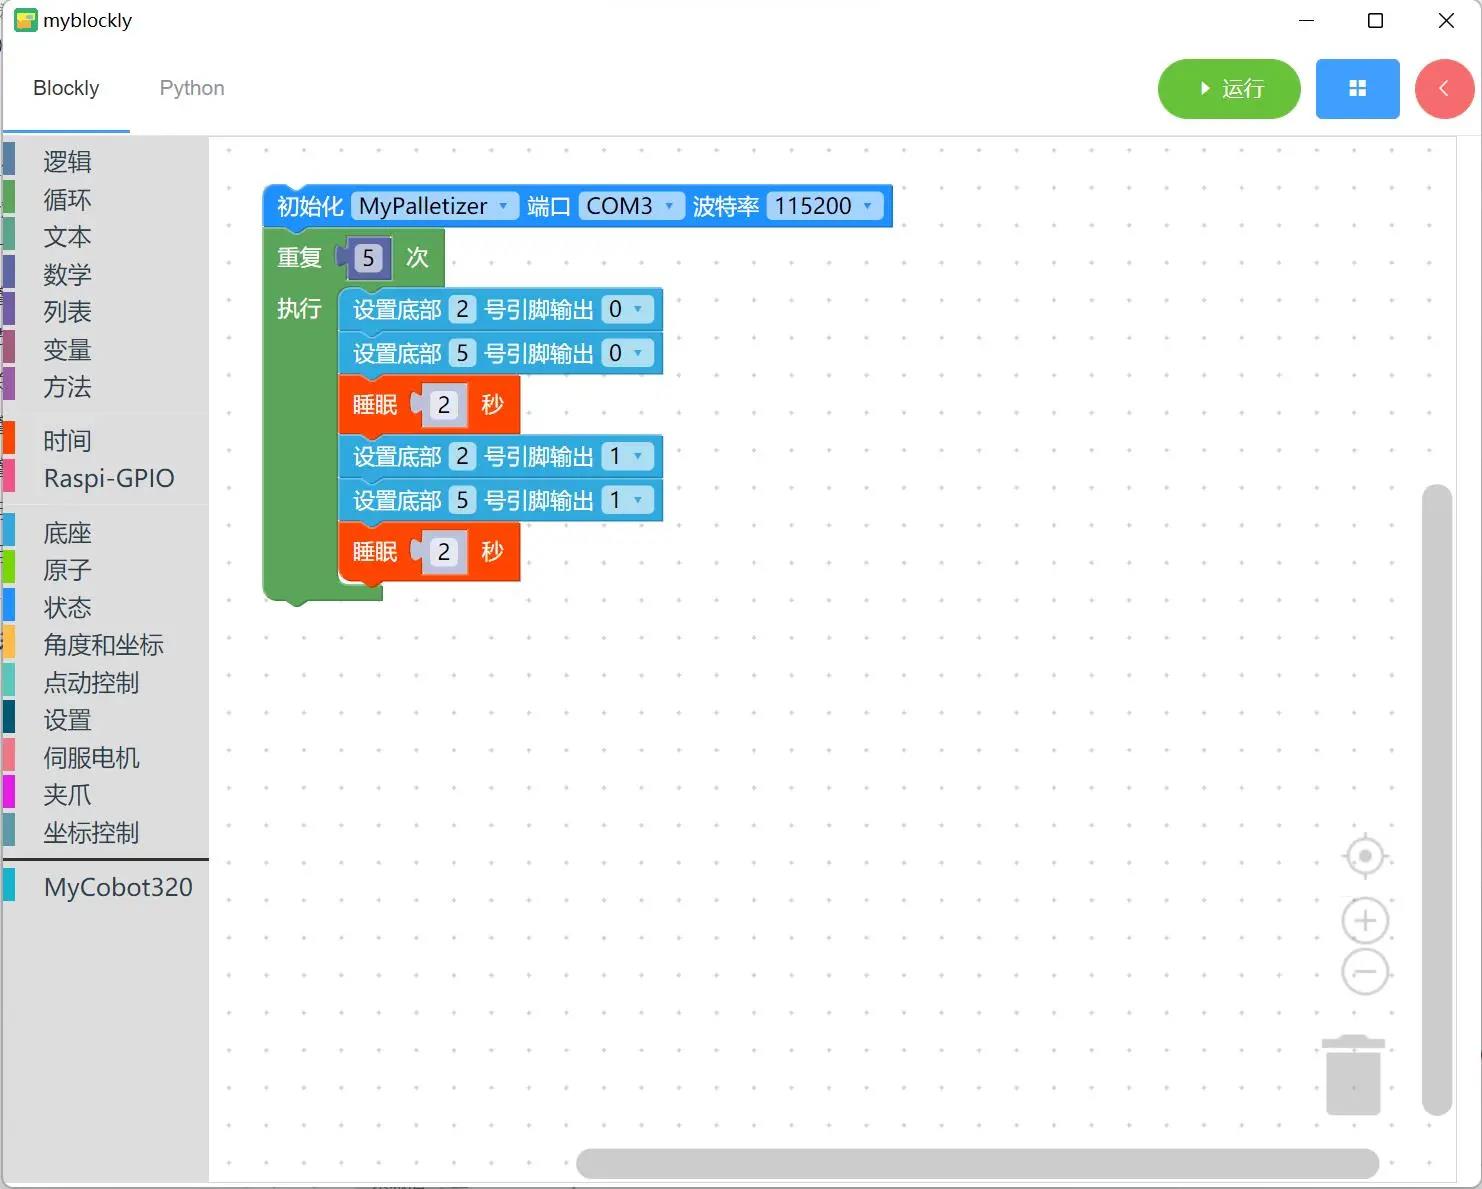 myblockly
Blockly Python 运行
逻辑
循环
文本
数学
列表
变量
方法
时间
Raspi-GPIO
底座
原子
状态
角度和坐标
点动控制
设置
伺服电机
夹爪
坐标控制
MyCobot320
初始化 MyPalletizer 端口 COM3 波特率 115200
重复 5 次
执行 设置底部 2 号引脚输出 0
设置底部 5 号引脚输出 0
睡眠 2 秒
设置底部 2 号引脚输出 1
设置底部 5 号引脚输出 1
睡眠 2 秒